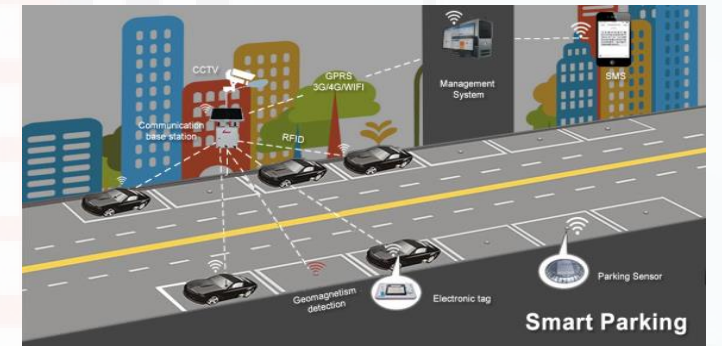 CCTV
GPRS
3G/4G/WIFI
Management
System
SMS
Communication
base station
RFID
Geomagnetism
detection
Electronic tag
Parking Sensor
Smart Parking